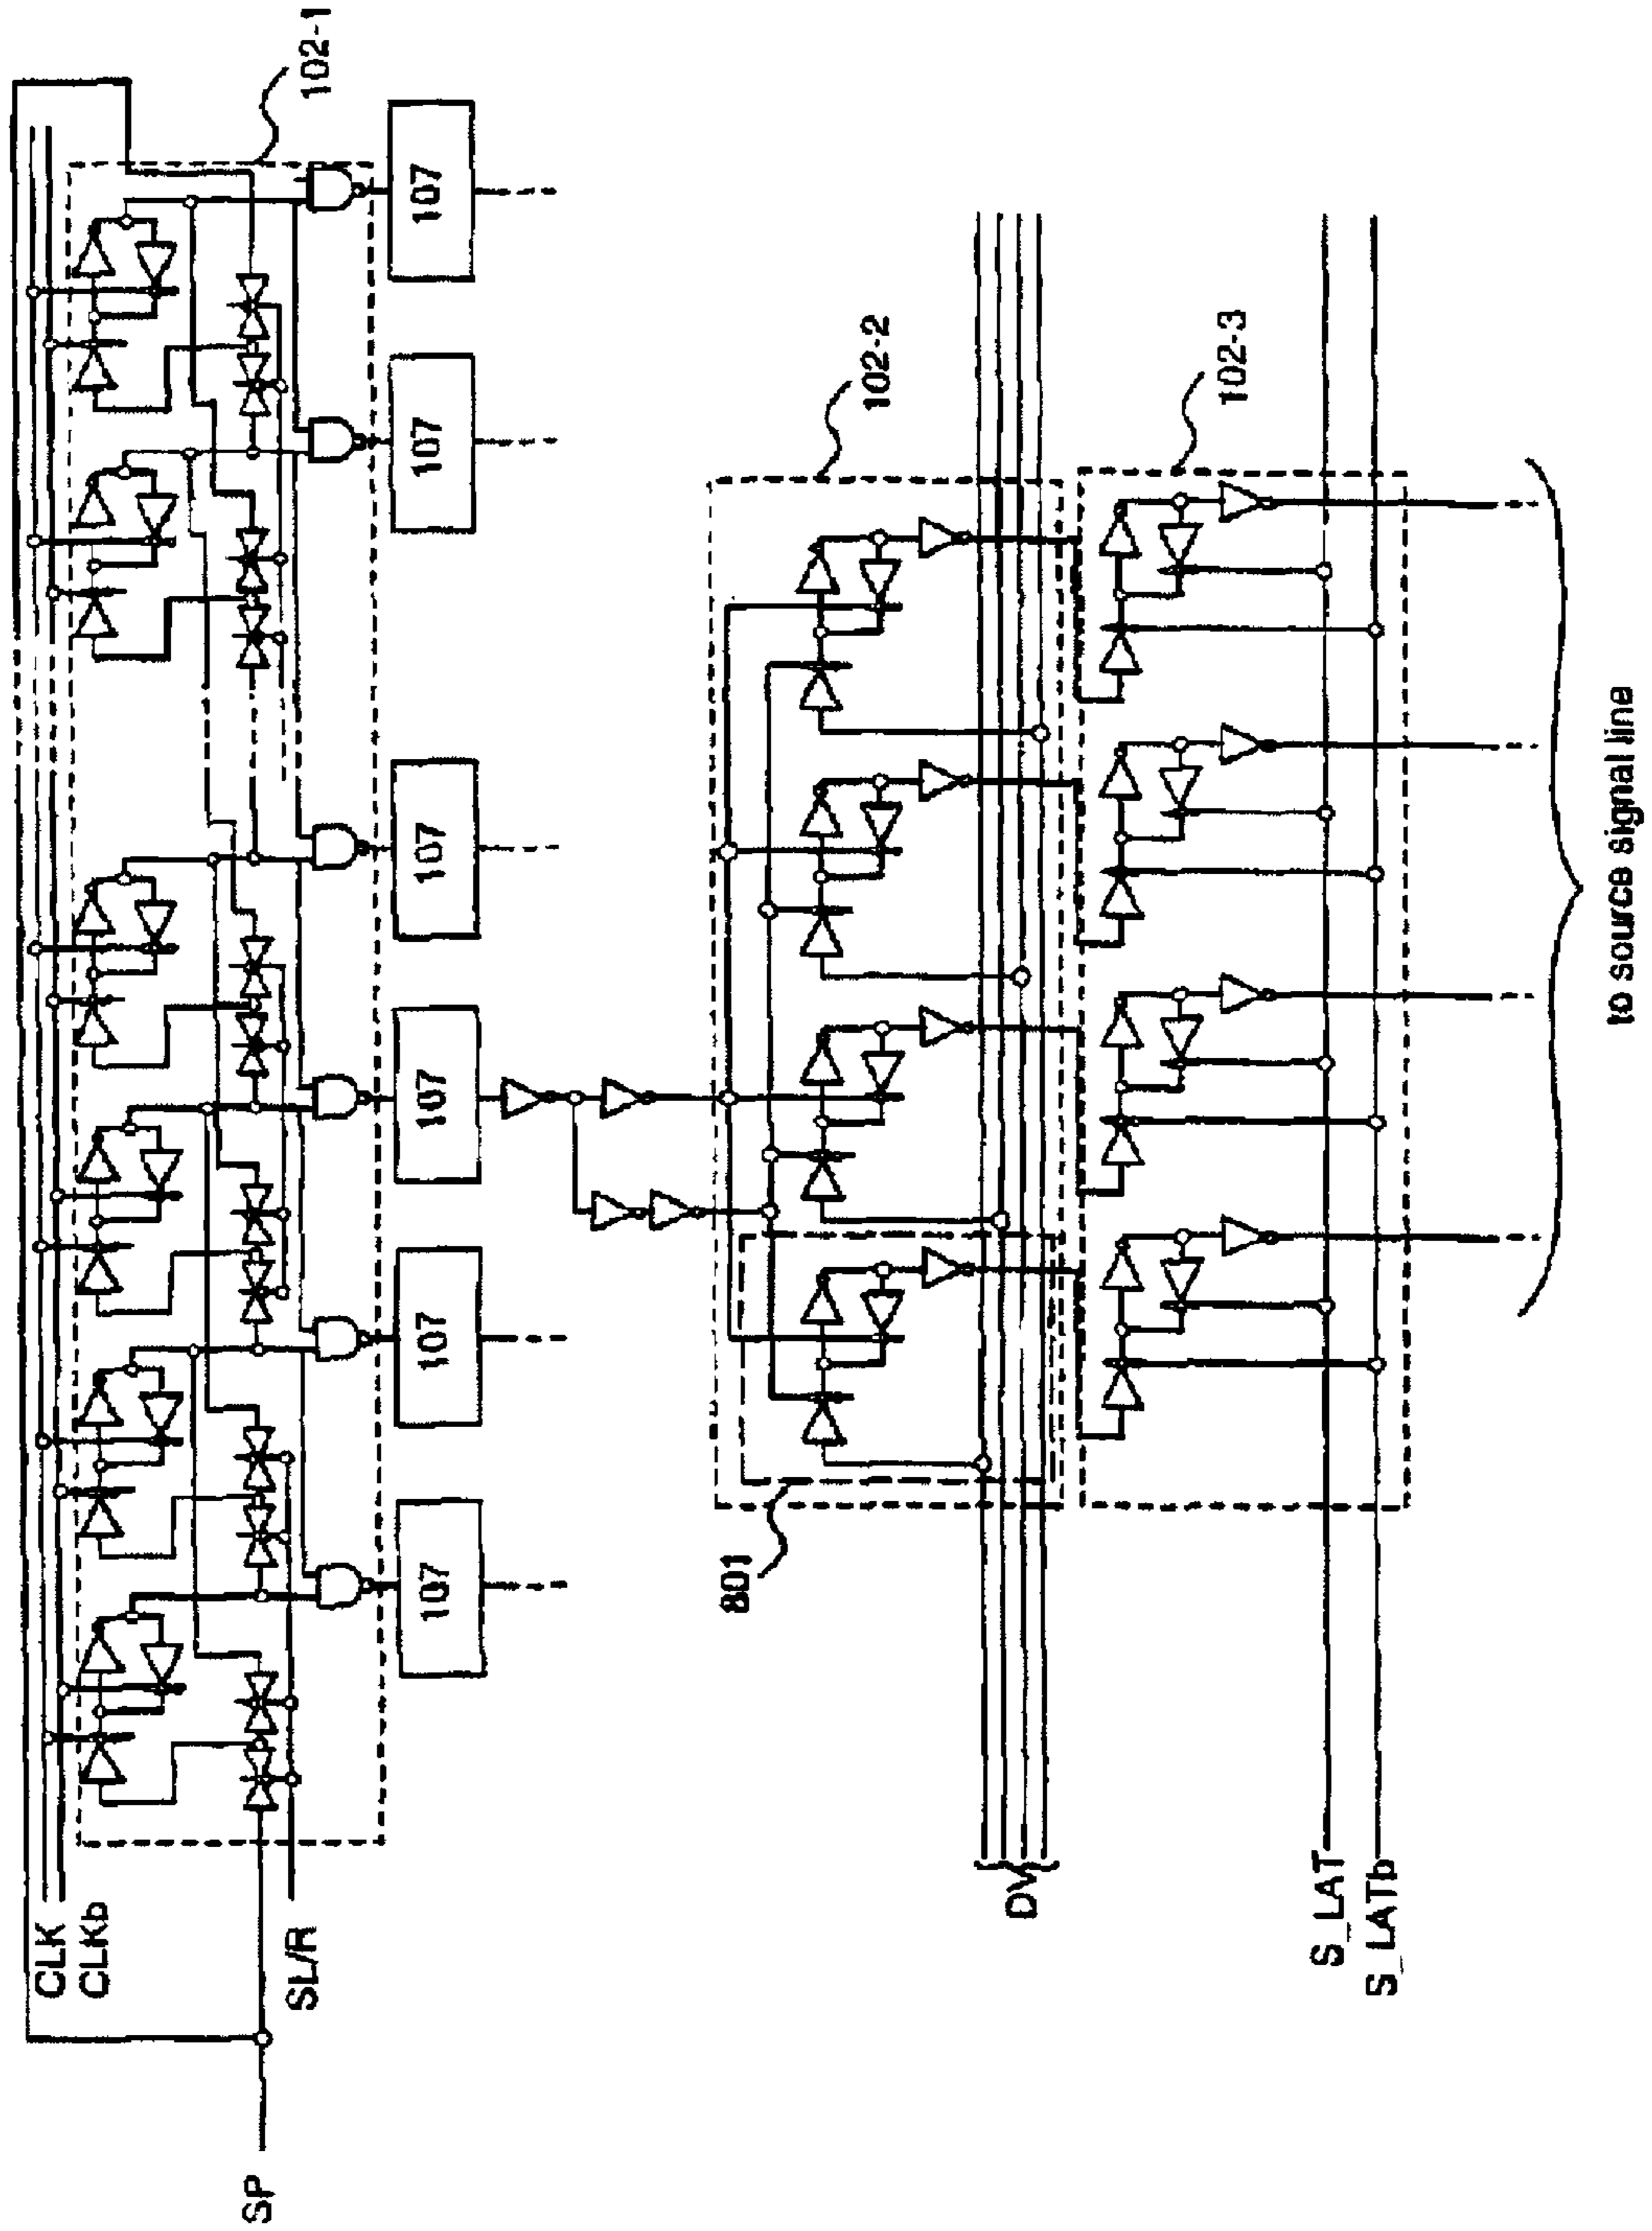 SP
CLK
CLKb
SL/R
102-1
107
107
107
107
107
107
801
102-2
DV
102-3
S_LAT
S_LATb
to source signal line